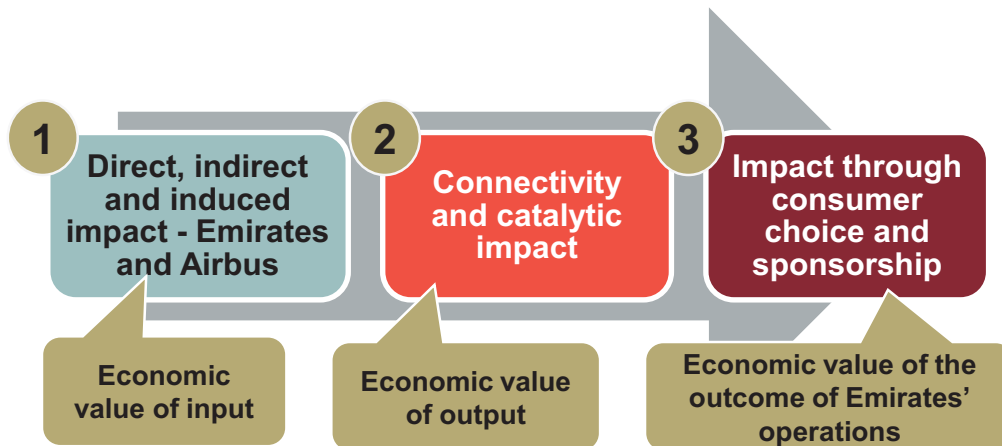 1
Direct, indirect
and induced
impact - Emirates
and Airbus
2
Connectivity
and catalytic
impact
3
Impact through
consumer
choice and
sponsorship
Economic
value of input
Economic value
of output
Economic value of the
outcome of Emirates’
operations